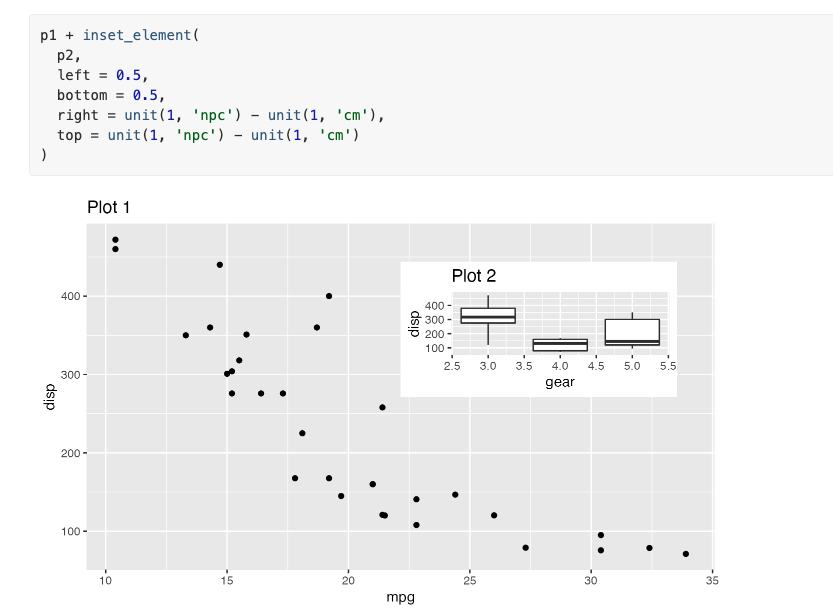 p1 + inset_element(
  p2,
  left = 0.5,
  bottom = 0.5,
  right = unit(1, 'npc') - unit(1, 'cm'),
  top = unit(1, 'npc') - unit(1, 'cm')
)
Plot 1
Plot 2
disp
400
300
200
100
2.5 3.0 3.5 4.0 4.5 5.0 5.5
gear
disp
400
300
200
100
10 15 20 25 30 35
mpg